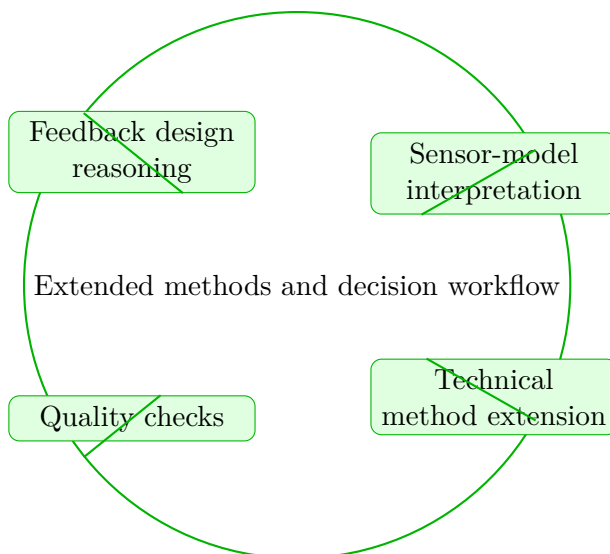 Feedback design
reasoning
Sensor-model
interpretation
Extended methods and decision workflow
Quality checks
Technical
method extension